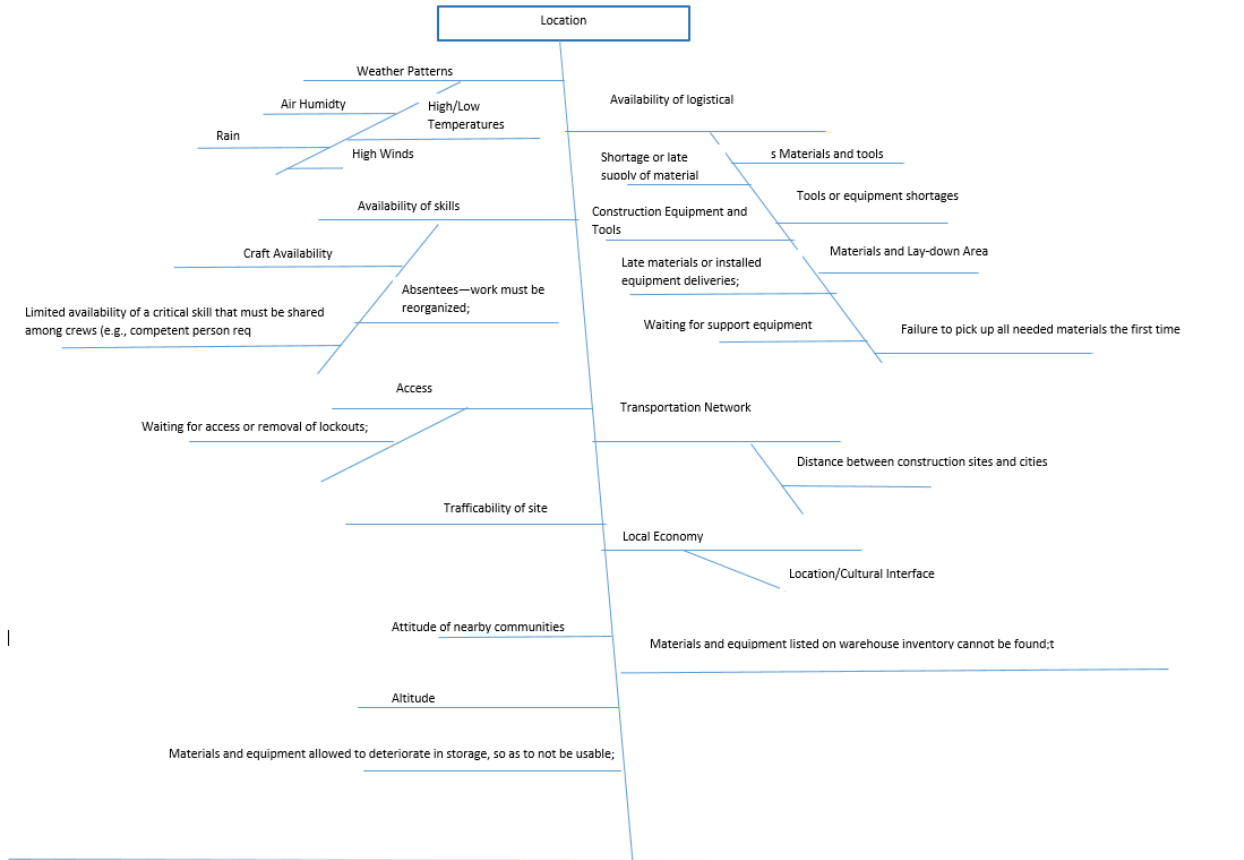 Location
Weather Patterns
Availability of logistical
Air Humidty
High/Low
Temperatures
Rain
High Winds
Shortage or late
supply of material
s Materials and tools
Tools or equipment shortages
Availability of skills
Construction Equipment and
Tools
Craft Availability
Materials and Lay-down Area
Late materials or installed
equipment deliveries;
Absentees—work must be
reorganized;
Limited availability of a critical skill that must be shared
among crews (e.g., competent person req
Waiting for support equipment
Failure to pick up all needed materials the first time
Access
Transportation Network
Waiting for access or removal of lockouts;
Distance between construction sites and cities
Trafficability of site
Local Economy
Location/Cultural Interface
Attitude of nearby communities
Materials and equipment listed on warehouse inventory cannot be found;t
Altitude
Materials and equipment allowed to deteriorate in storage, so as to not be usable;